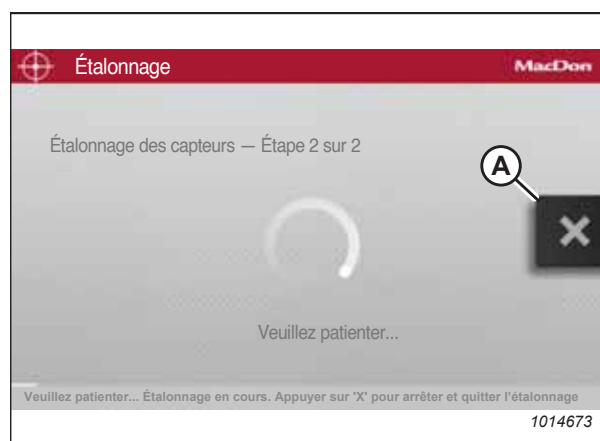 Étalonnage
MacDon
Étalonnage des capteurs — Étape 2 sur 2
A
Veuillez patienter...
Veuillez patienter... Étalonnage en cours. Appuyer sur 'X' pour arrêter et quitter l'étalonnage
1014673